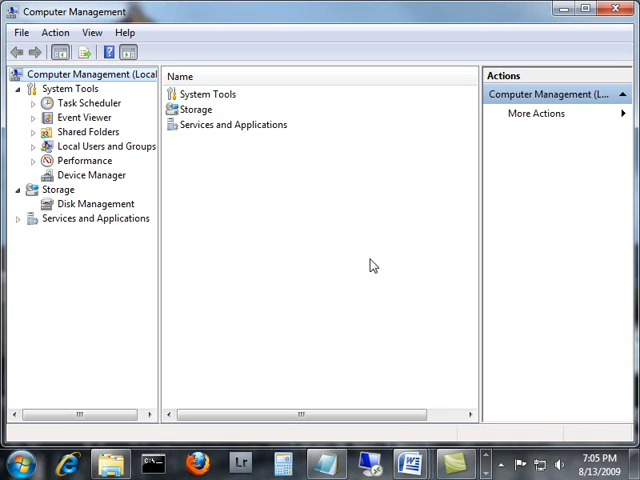 Computer Management
File Action View Help
Computer Management (Local
System Tools
Task Scheduler
Event Viewer
Shared Folders
Local Users and Groups
Performance
Device Manager
Storage
Disk Management
Services and Applications
Name
System Tools
Storage
Services and Applications
Actions
Computer Management (L...
More Actions
C:\_
Lr
W
7:05 PM
8/13/2009